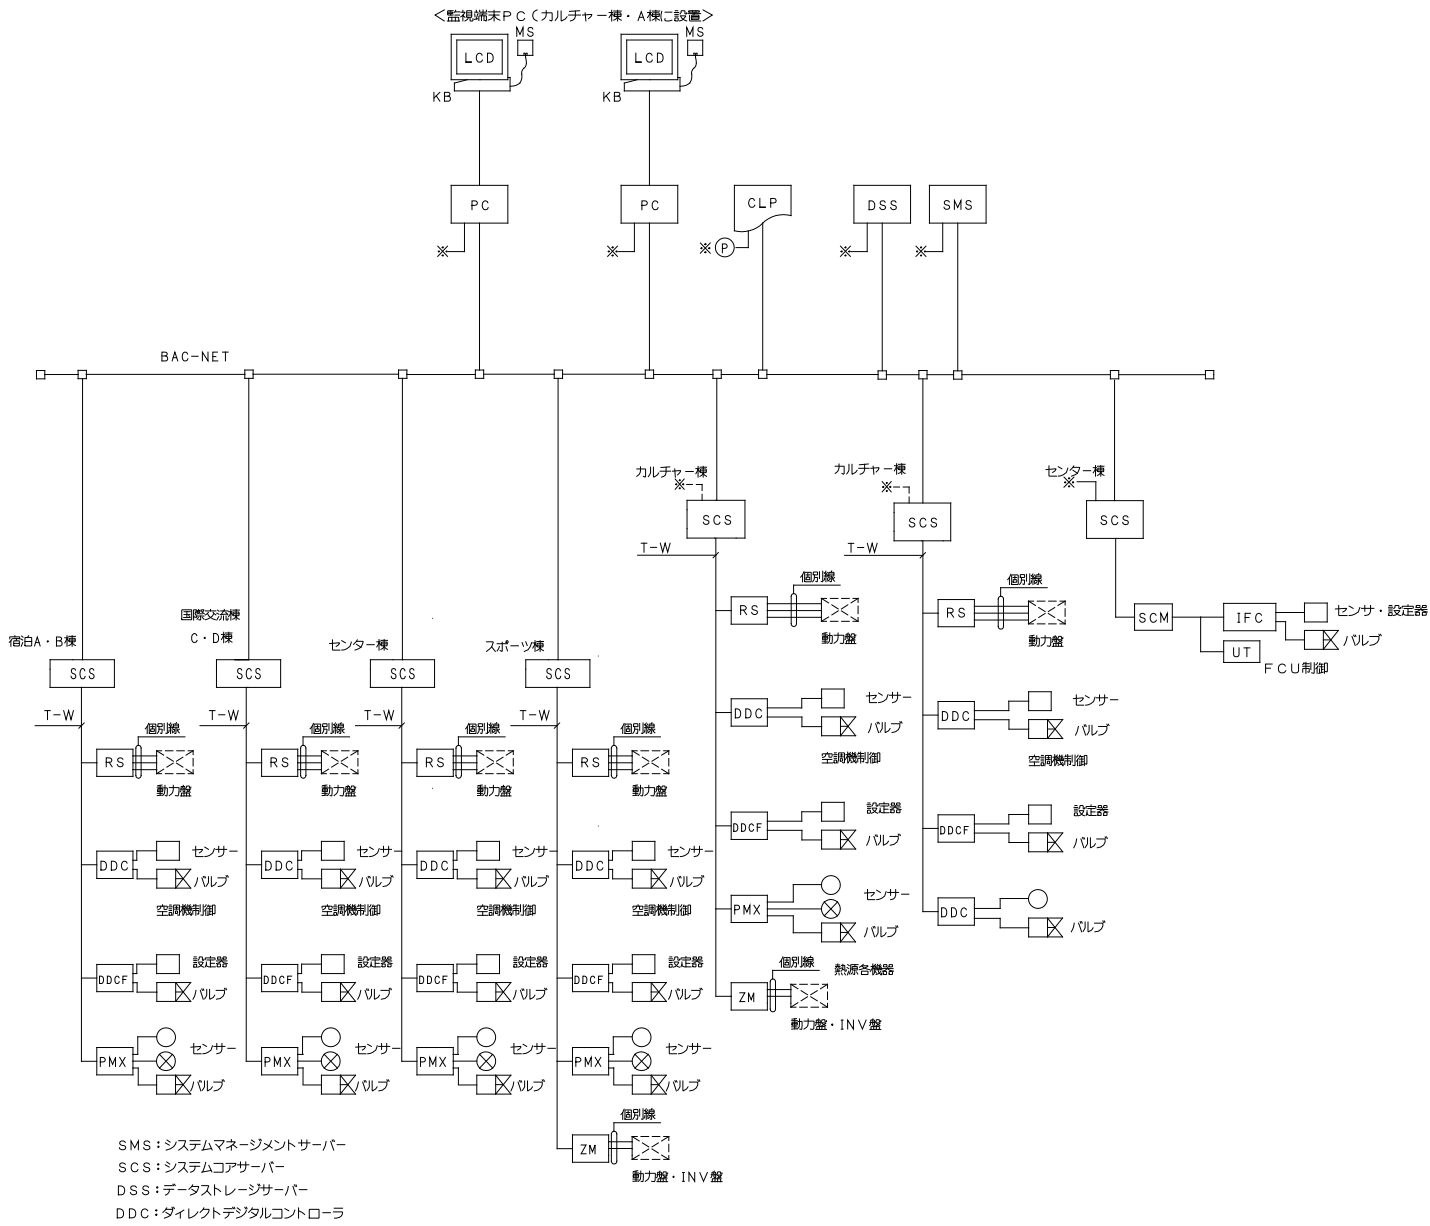 ＜監視端末ＰＣ（カルチャー棟・Ａ棟に設置＞
MS
MS
LCD
LCD
KB
KB
PC
PC
CLP
DSS
SMS
※
※
※ P
※
※
BAC-NET
カルチャー棟
カルチャー棟
センター棟
※
※
※
SCS
SCS
SCS
T-W
T-W
個別線
個別線
RS
RS
動力盤
動力盤
SCM
IFC
センサ・設定器
バルブ
UT
ＦＣＵ制御
国際交流棟
Ｃ・Ｄ棟
宿泊Ａ・Ｂ棟
センター棟
スポーツ棟
SCS
SCS
SCS
SCS
DDC
センサー
バルブ
空調機制御
DDC
センサー
バルブ
空調機制御
T-W
T-W
T-W
T-W
個別線
個別線
個別線
個別線
RS
RS
RS
RS
動力盤
動力盤
動力盤
動力盤
DDCF
設定器
バルブ
DDCF
設定器
バルブ
DDC
センサー
バルブ
空調機制御
DDC
センサー
バルブ
空調機制御
DDC
センサー
バルブ
空調機制御
DDC
センサー
バルブ
空調機制御
PMX
センサー
バルブ
DDC
バルブ
DDCF
設定器
バルブ
DDCF
設定器
バルブ
DDCF
設定器
バルブ
DDCF
設定器
バルブ
個別線
熱源各機器
ZM
動力盤・ＩＮＶ盤
PMX
センサー
バルブ
PMX
センサー
バルブ
PMX
センサー
バルブ
PMX
センサー
バルブ
個別線
ZM
動力盤・ＩＮＶ盤
ＳＭＳ：システムマネージメントサーバー
ＳＣＳ：システムコアサーバー
ＤＳＳ：データストレージサーバー
ＤＤＣ：ダイレクトデジタルコントローラ